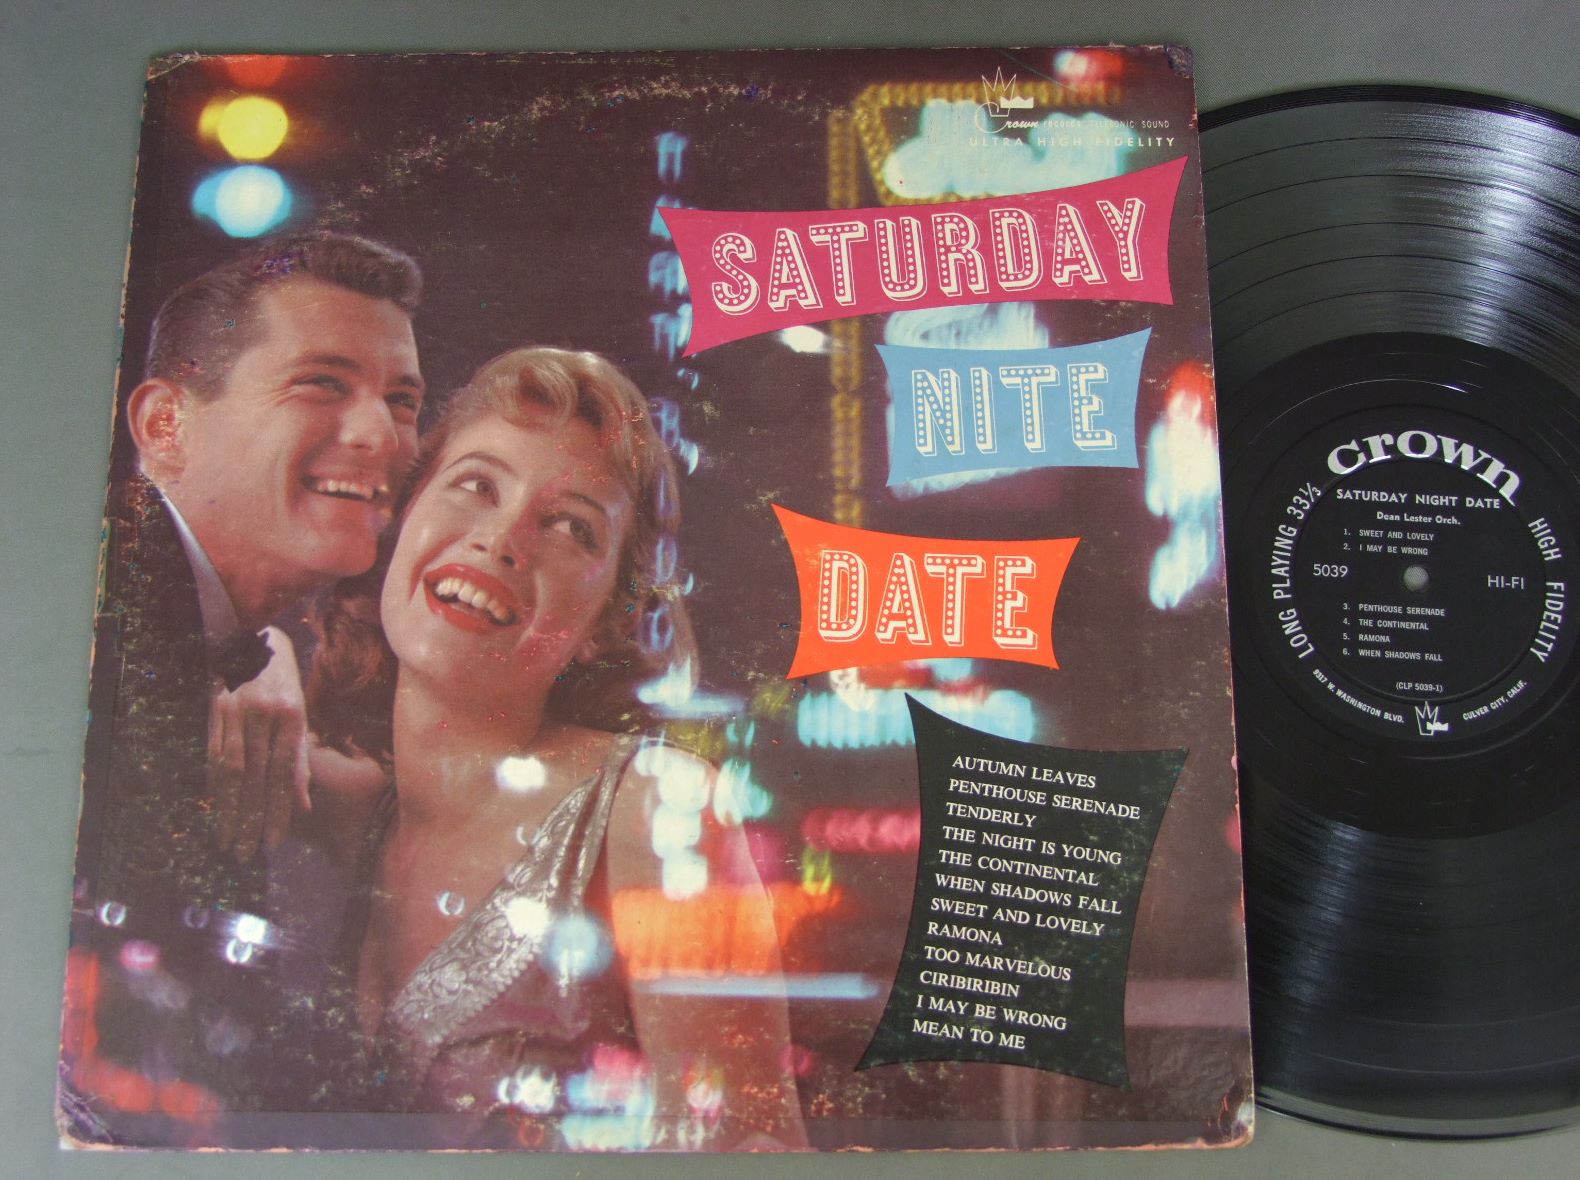 Crown RECORDS TELESONIC SOUND
ULTRA HIGH FIDELITY
SATURDAY
NITE
DATE
AUTUMN LEAVES
PENTHOUSE SERENADE
TENDERLY
THE NIGHT IS YOUNG
THE CONTINENTAL
WHEN SHADOWS FALL
SWEET AND LOVELY
RAMONA
TOO MARVELOUS
CIRIBIRIBIN
I MAY BE WRONG
MEAN TO ME
crown
LONG PLAYING 33⅓
HIGH FIDELITY
SATURDAY NIGHT DATE
Dean Lester Orch.
1. SWEET AND LOVELY
2. I MAY BE WRONG
5039
HI-FI
3. PENTHOUSE SERENADE
4. THE CONTINENTAL
5. RAMONA
6. WHEN SHADOWS FALL
(CLP 5039-1)
9317 W. WASHINGTON BLVD.
CULVER CITY, CALIF.